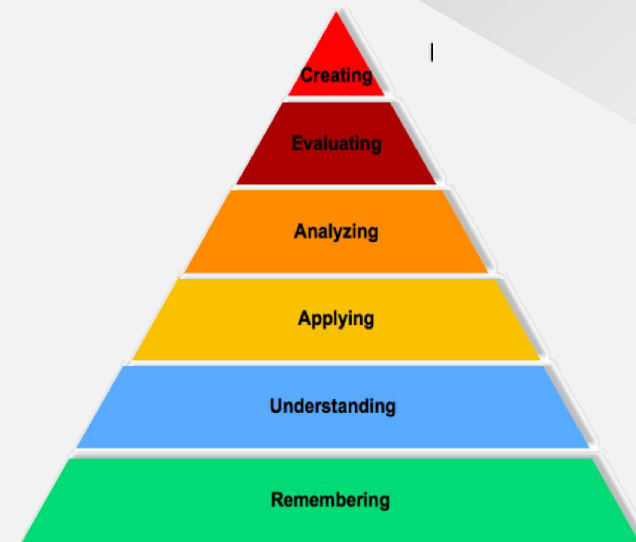 Creating
Evaluating
Analyzing
Applying
Understanding
Remembering